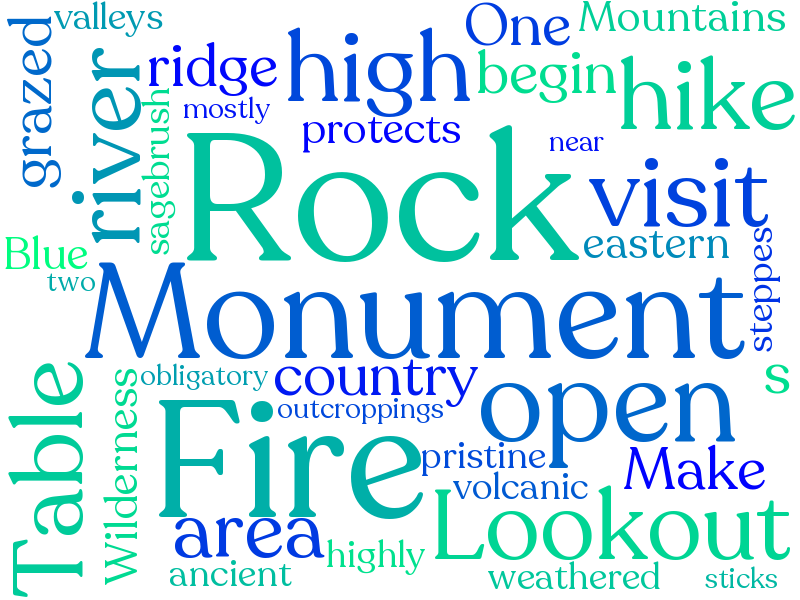 valleys
One
Mountains
grazed
ridge
high
begin
hike
river
sagebrush
mostly
protects
near
Rock
visit
eastern
Blue
two
steppes
Monument
Table
Wilderness
obligatory
country
s
outcroppings
open
Fire
pristine
Make
volcanic
area
highly
Lookout
ancient
weathered
sticks